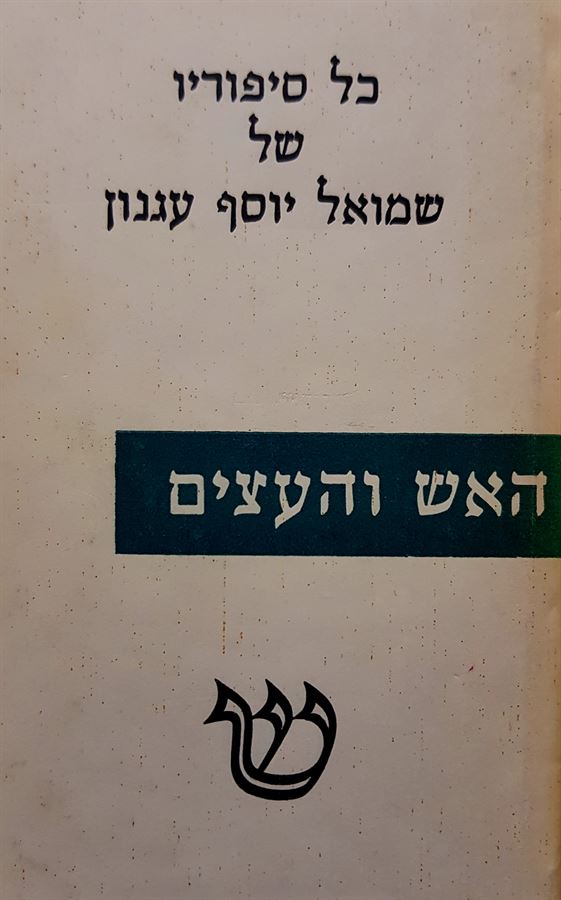 כל סיפוריו
של
שמואל יוסף עגנון
האש והעצים
ש